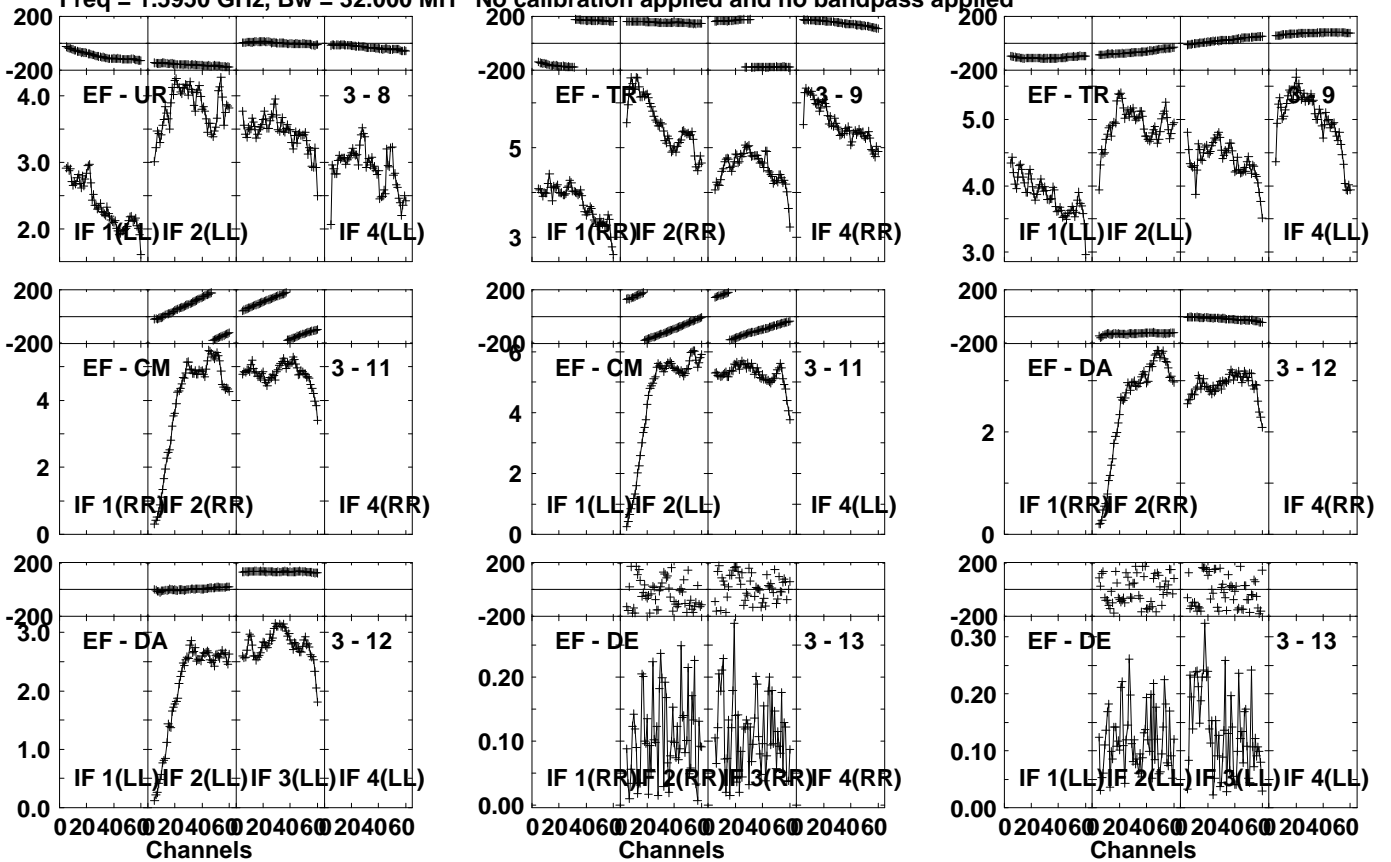 Freq = 1.5950 GHz, Bw = 32.000 MH No calibration applied and no bandpass applied
200
-200
4.0
3.0
2.0
EF - UR
3 - 8
IF 1(LL)
IF 2(LL)
IF 4(LL)
200
-200
5
3
EF - TR
3 - 9
IF 1(RR)
IF 2(RR)
IF 4(RR)
200
-200
5.0
4.0
3.0
EF - TR
3 - 9
IF 1(LL)
IF 2(LL)
IF 4(LL)
200
-200
4
2
0
EF - CM
3 - 11
IF 1(RR)
IF 2(RR)
IF 4(RR)
200
-200
6
4
2
0
EF - CM
3 - 11
IF 1(LL)
IF 2(LL)
IF 4(LL)
200
-200
2
0
EF - DA
3 - 12
IF 1(RR)
IF 2(RR)
IF 4(RR)
200
-200
3.0
2.0
1.0
0.0
EF - DA
3 - 12
IF 1(LL)
IF 2(LL)
IF 3(LL)
IF 4(LL)
0 20 40 60 0 20 40 60 0 20 40 60 0 20 40 60
Channels
200
-200
0.20
0.10
0.00
EF - DE
3 - 13
IF 1(RR)
IF 2(RR)
IF 3(RR)
IF 4(RR)
0 20 40 60 0 20 40 60 0 20 40 60 0 20 40 60
Channels
200
-200
0.30
0.20
0.10
0.00
EF - DE
3 - 13
IF 1(LL)
IF 2(LL)
IF 3(LL)
IF 4(LL)
0 20 40 60 0 20 40 60 0 20 40 60 0 20 40 60
Channels